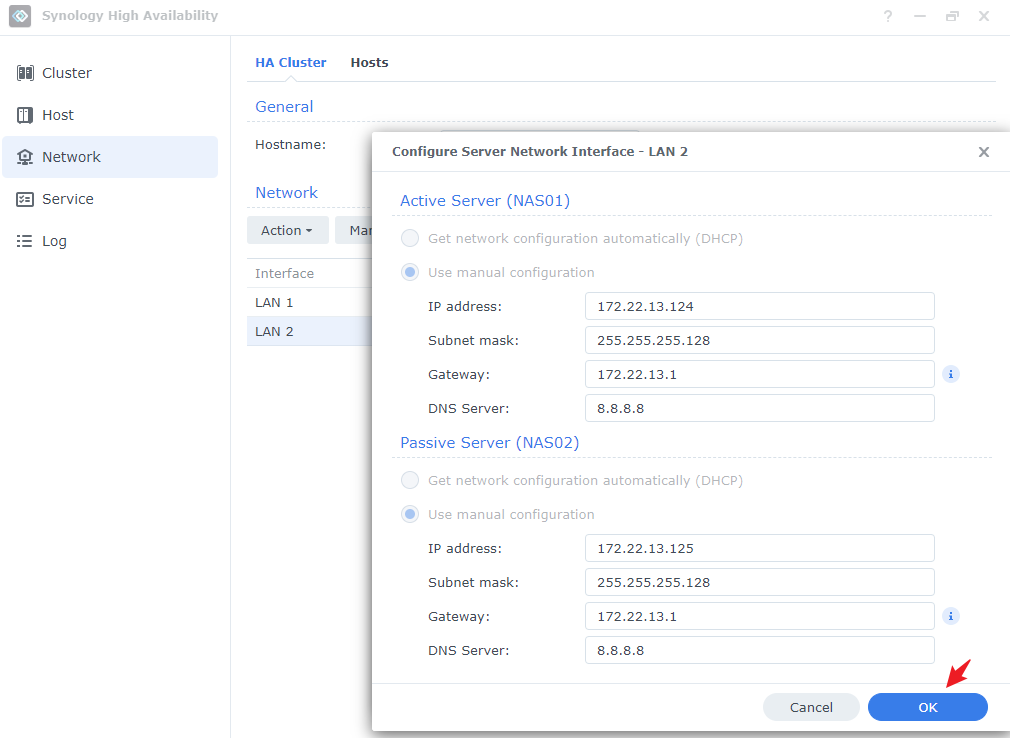 Synology High Availability
?
Cluster
Host
Network
Service
Log
HA Cluster Hosts
General
Hostname:
Network
Action
Interface
LAN 1
LAN 2
Configure Server Network Interface - LAN 2
Active Server (NAS01)
Get network configuration automatically (DHCP)
Use manual configuration
IP address: 172.22.13.124
Subnet mask: 255.255.255.128
Gateway: 172.22.13.1
DNS Server: 8.8.8.8
Passive Server (NAS02)
Get network configuration automatically (DHCP)
Use manual configuration
IP address: 172.22.13.125
Subnet mask: 255.255.255.128
Gateway: 172.22.13.1
DNS Server: 8.8.8.8
Cancel OK